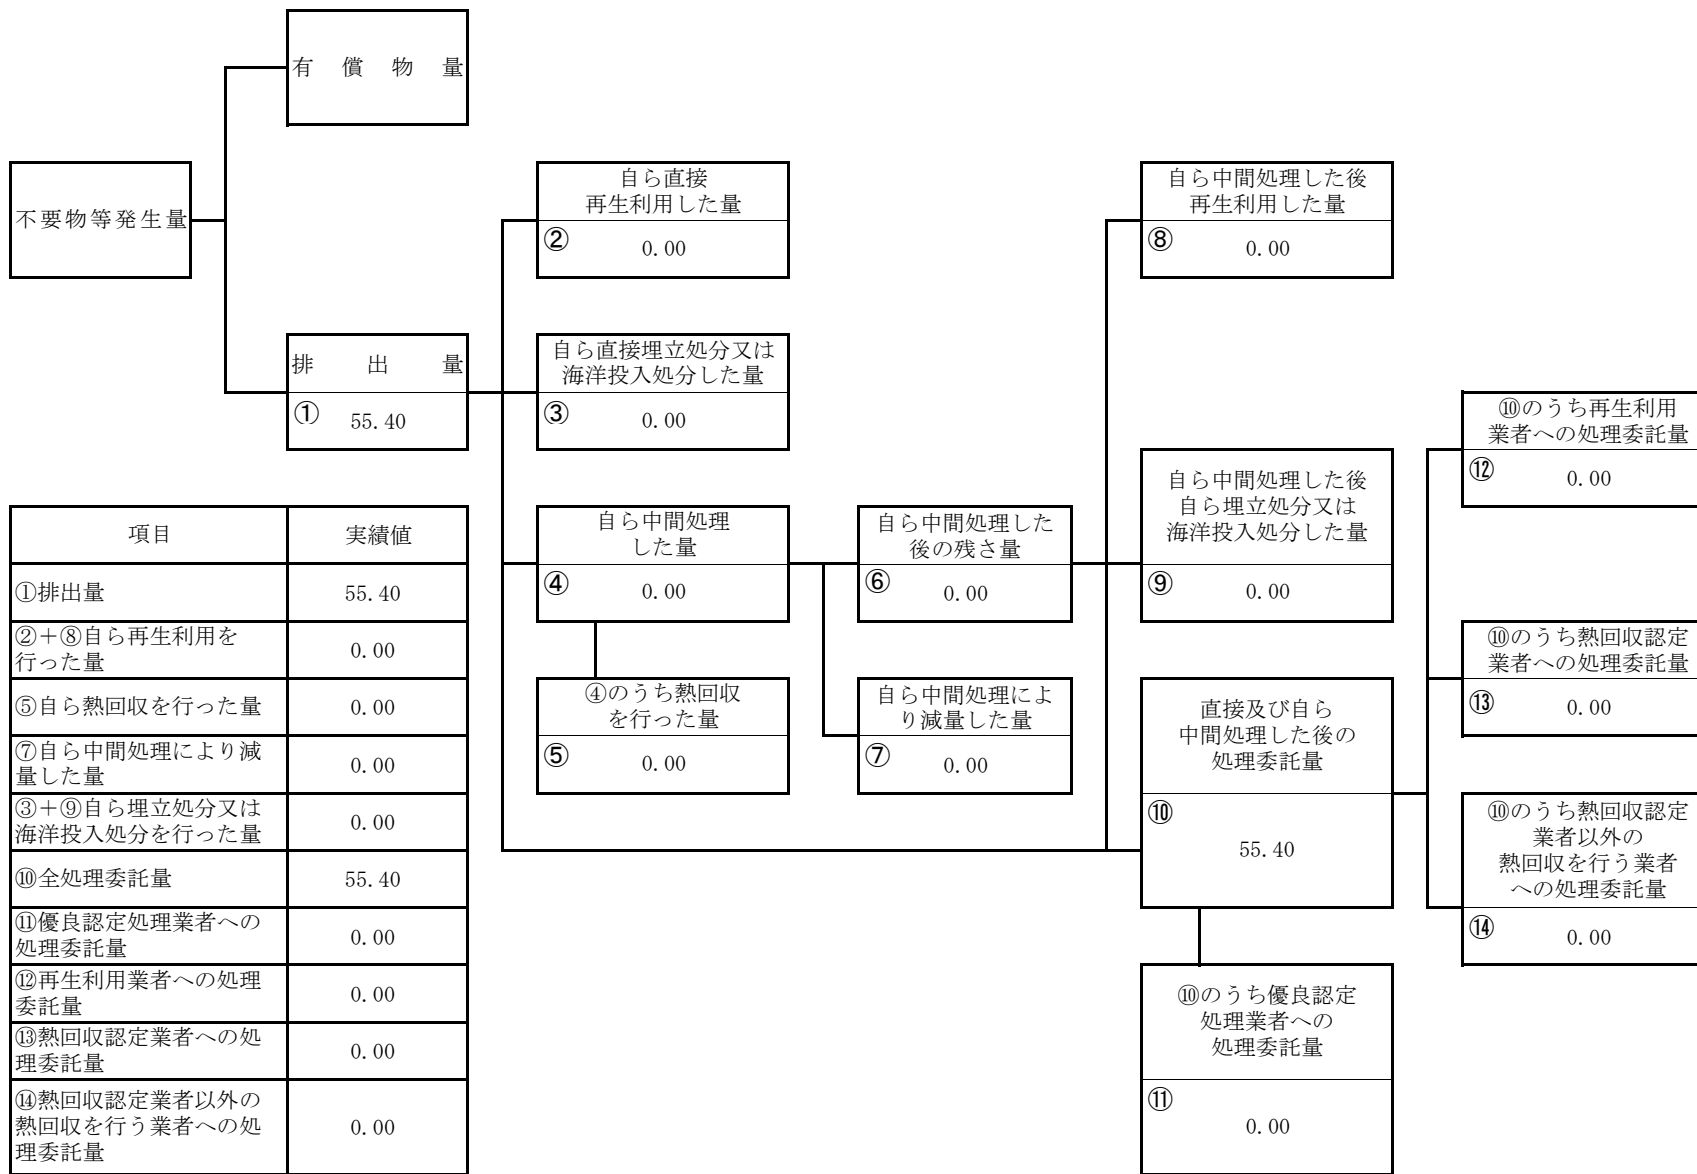 有償物量
不要物等発生量
排出量
① 55.40
自ら直接
再生利用した量
② 0.00
自ら直接埋立処分又は
海洋投入処分した量
③ 0.00
自ら中間処理
した量
④ 0.00
④のうち熱回収
を行った量
⑤ 0.00
自ら中間処理した
後の残さ量
⑥ 0.00
自ら中間処理によ
り減量した量
⑦ 0.00
自ら中間処理した後
再生利用した量
⑧ 0.00
自ら中間処理した後
自ら埋立処分又は
海洋投入処分した量
⑨ 0.00
直接及び自ら
中間処理した後の
処理委託量
⑩
55.40
⑩のうち優良認定
処理業者への
処理委託量
⑪
0.00
⑩のうち再生利用
業者への処理委託量
⑫ 0.00
⑩のうち熱回収認定
業者への処理委託量
⑬ 0.00
⑩のうち熱回収認定
業者以外の
熱回収を行う業者
への処理委託量
⑭ 0.00
項目 実績値
①排出量 55.40
②＋⑧自ら再生利用を
行った量 0.00
⑤自ら熱回収を行った量 0.00
⑦自ら中間処理により減
量した量 0.00
③＋⑨自ら埋立処分又は
海洋投入処分を行った量 0.00
⑩全処理委託量 55.40
⑪優良認定処理業者への
処理委託量 0.00
⑫再生利用業者への処理
委託量 0.00
⑬熱回収認定業者への処
理委託量 0.00
⑭熱回収認定業者以外の
熱回収を行う業者への処
理委託量 0.00